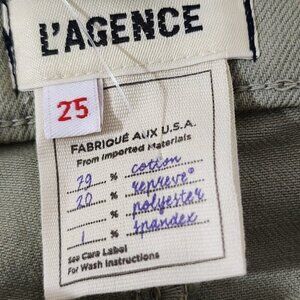 L'AGENCE
25
FABRIQUÉ AUX U.S.A.
From Imported Materials
79 % cotton
20 % repreve®
% polyester
1 % spandex
See Care Label
For Wash Instructions